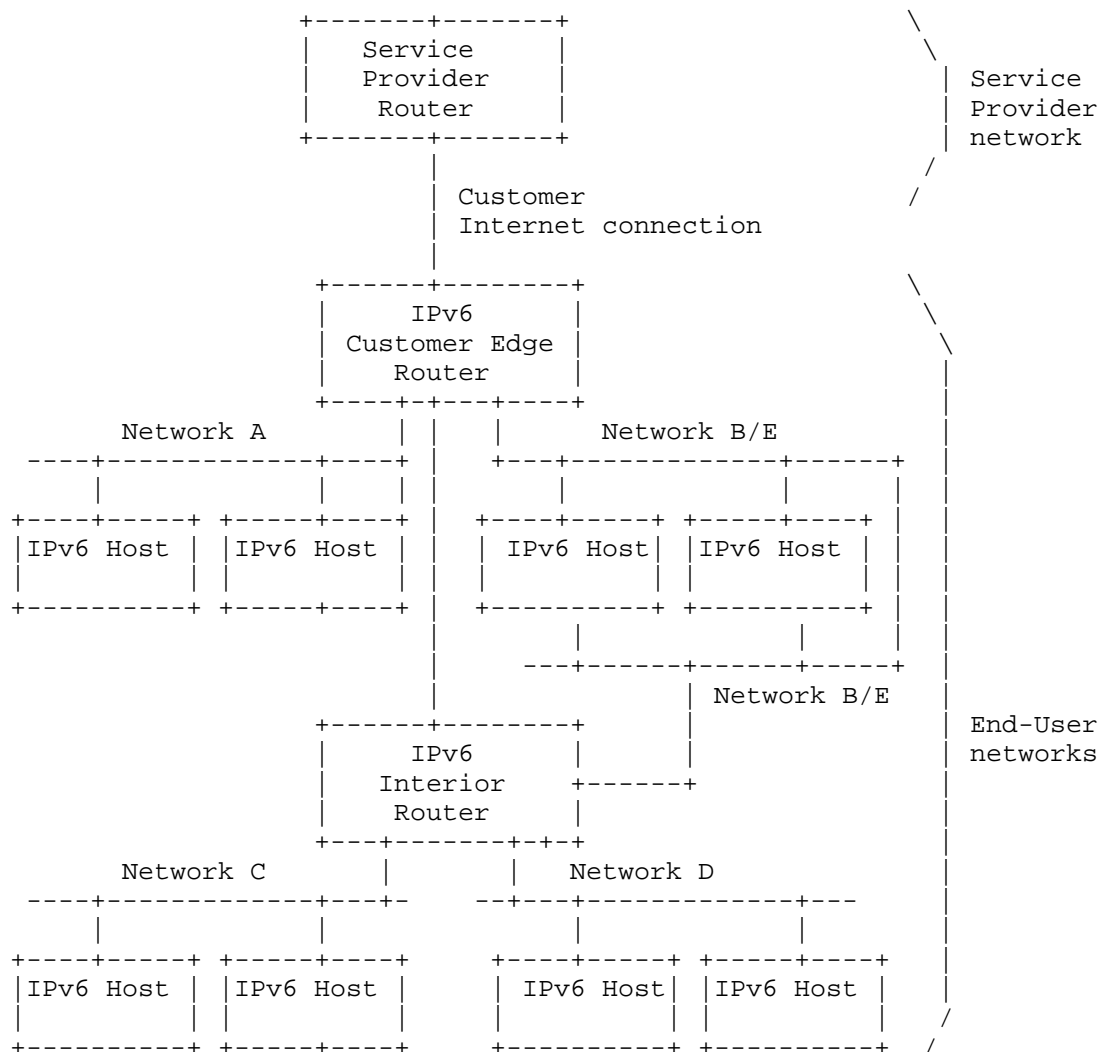 Service
Provider
Router
Service
Provider
network
Customer
Internet connection
IPv6
Customer Edge
Router
Network A
Network B/E
IPv6 Host
IPv6 Host
IPv6 Host
IPv6 Host
Network B/E
IPv6
Interior
Router
End-User
networks
Network C
Network D
IPv6 Host
IPv6 Host
IPv6 Host
IPv6 Host